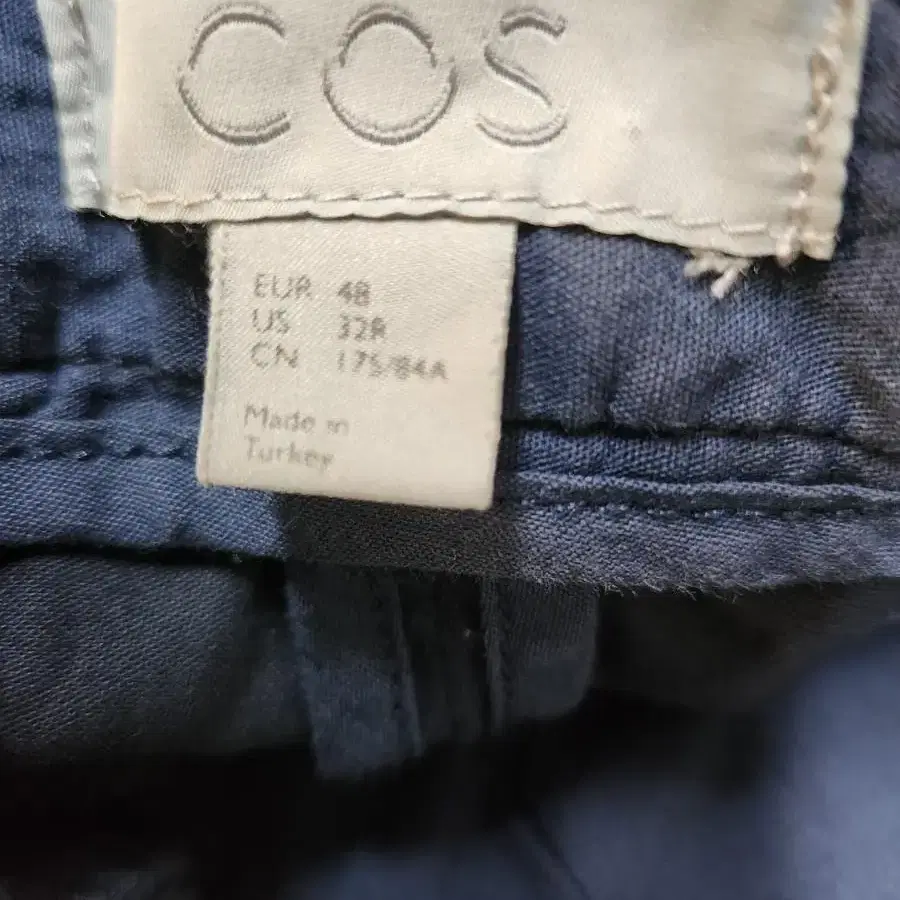 COS
EUR 48
US 32R
CN 175/84A
Made in
Turkey